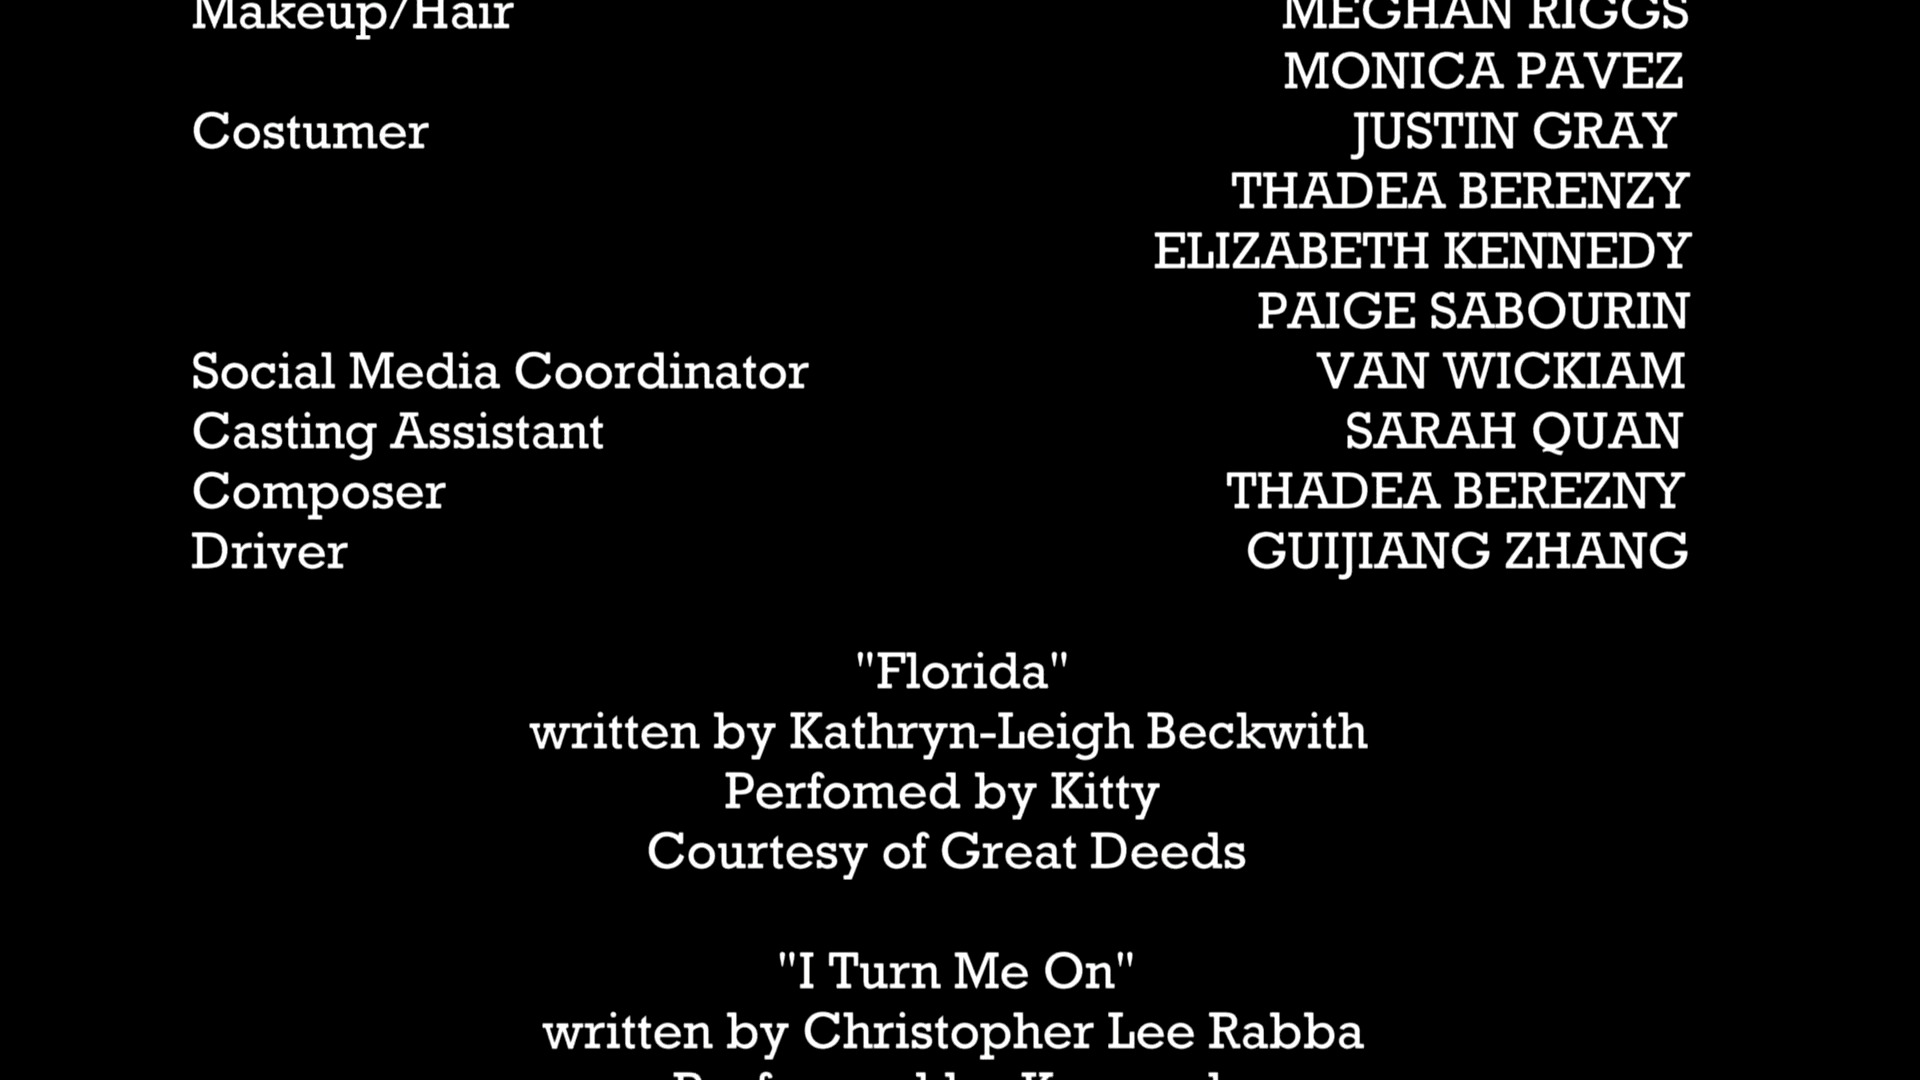 Makeup/Hair MEGHAN RIGGS
MONICA PAVEZ
Costumer JUSTIN GRAY
THADEA BERENZY
ELIZABETH KENNEDY
PAIGE SABOURIN
Social Media Coordinator VAN WICKIAM
Casting Assistant SARAH QUAN
Composer THADEA BEREZNY
Driver GUIJIANG ZHANG
"Florida"
written by Kathryn-Leigh Beckwith
Perfomed by Kitty
Courtesy of Great Deeds
"I Turn Me On"
written by Christopher Lee Rabba